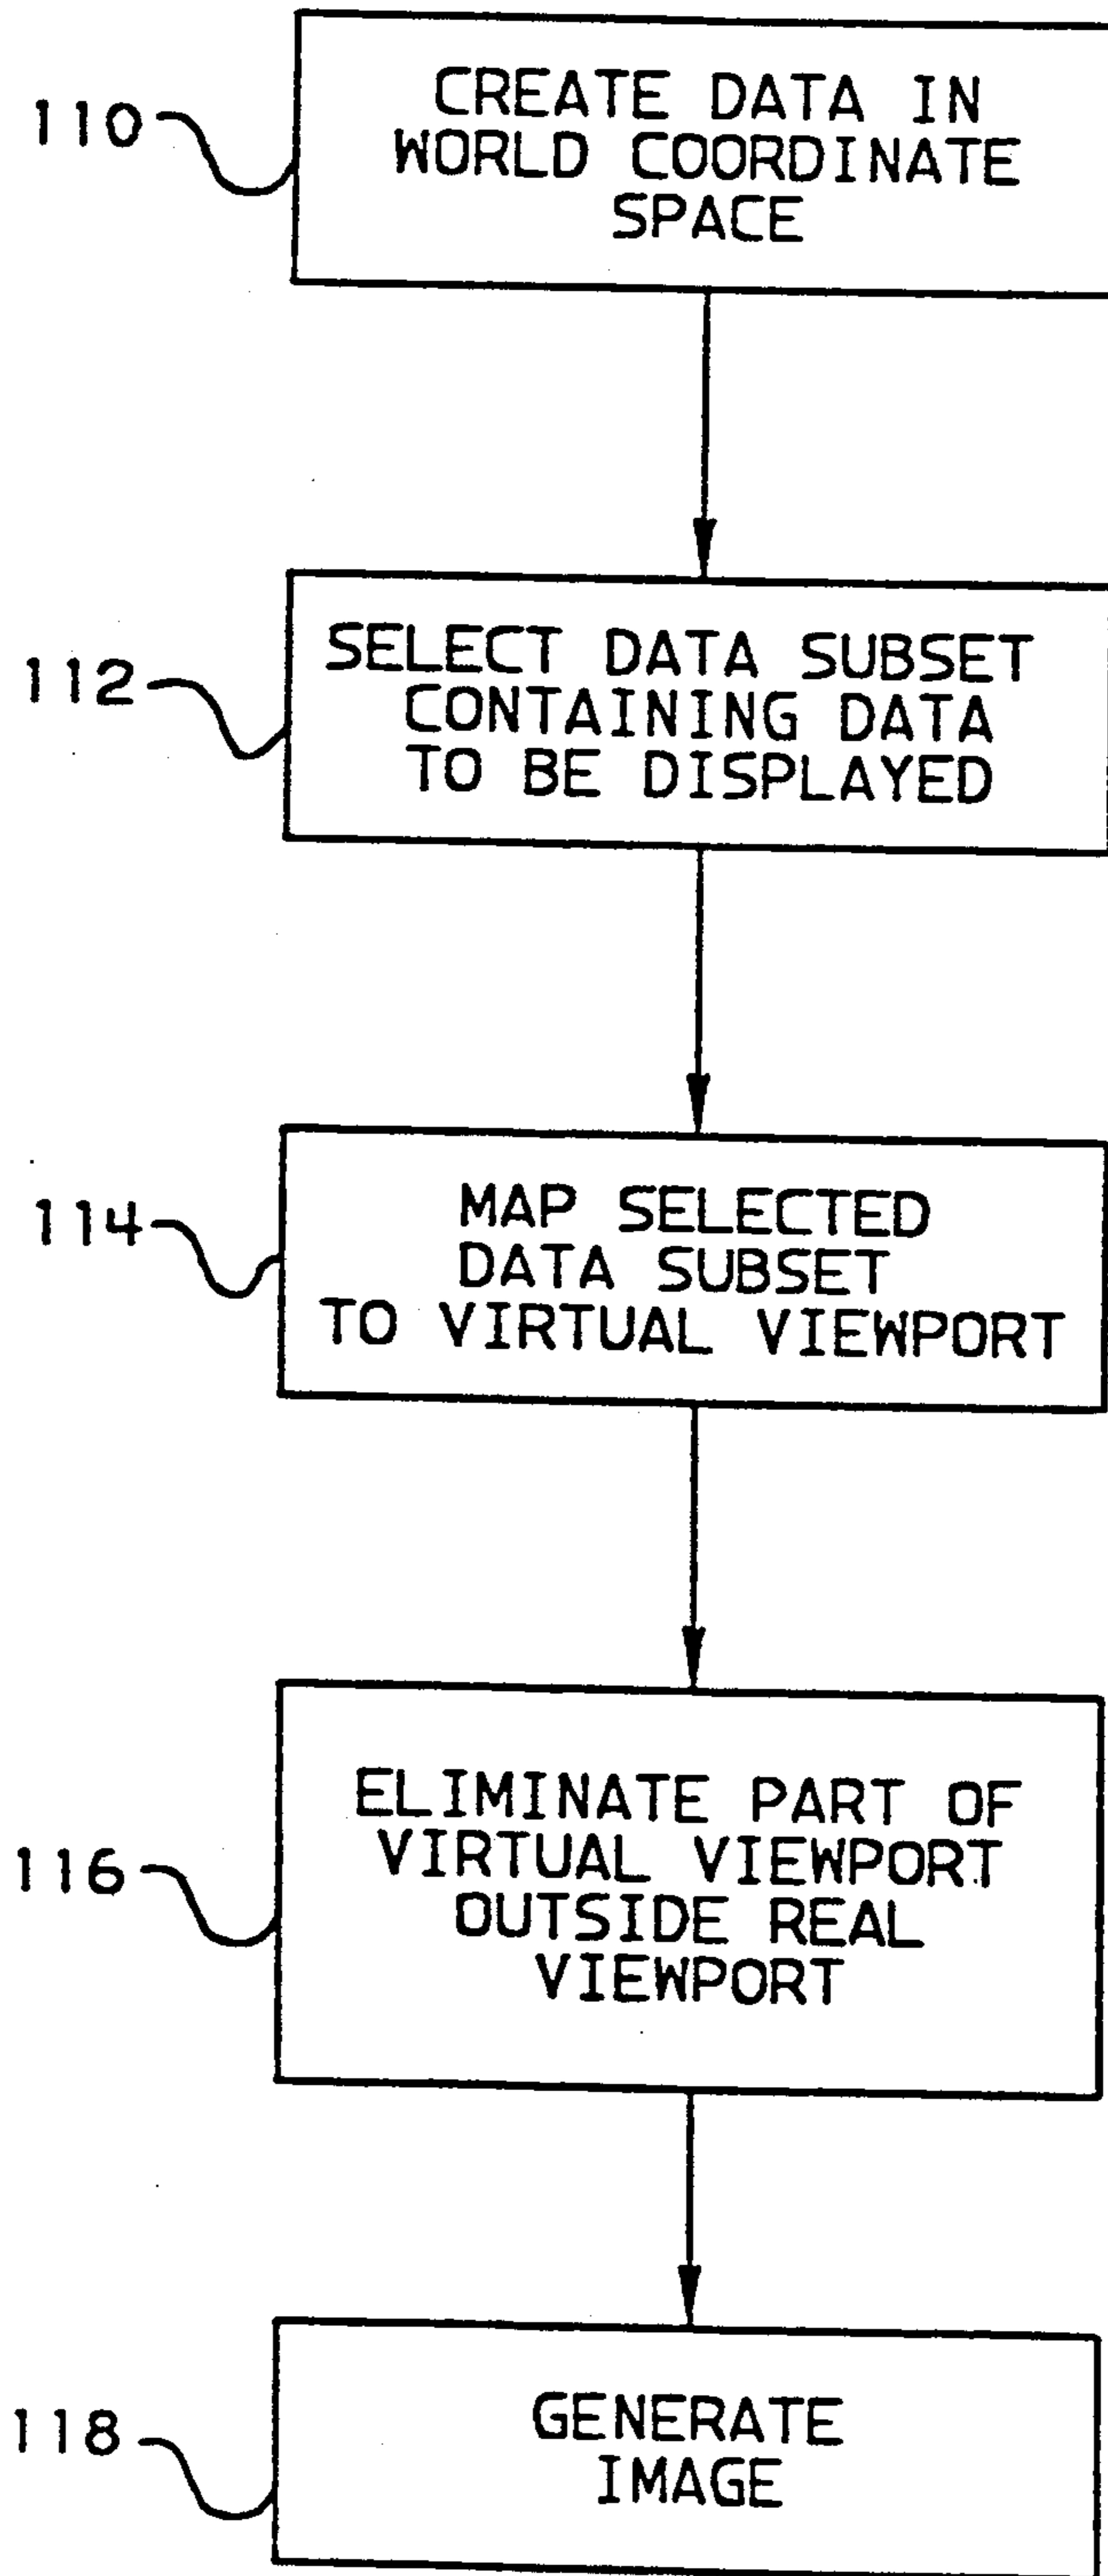 110
CREATE DATA IN
WORLD COORDINATE
SPACE
112
SELECT DATA SUBSET
CONTAINING DATA
TO BE DISPLAYED
114
MAP SELECTED
DATA SUBSET
TO VIRTUAL VIEWPORT
116
ELIMINATE PART OF
VIRTUAL VIEWPORT
OUTSIDE REAL
VIEWPORT
118
GENERATE
IMAGE